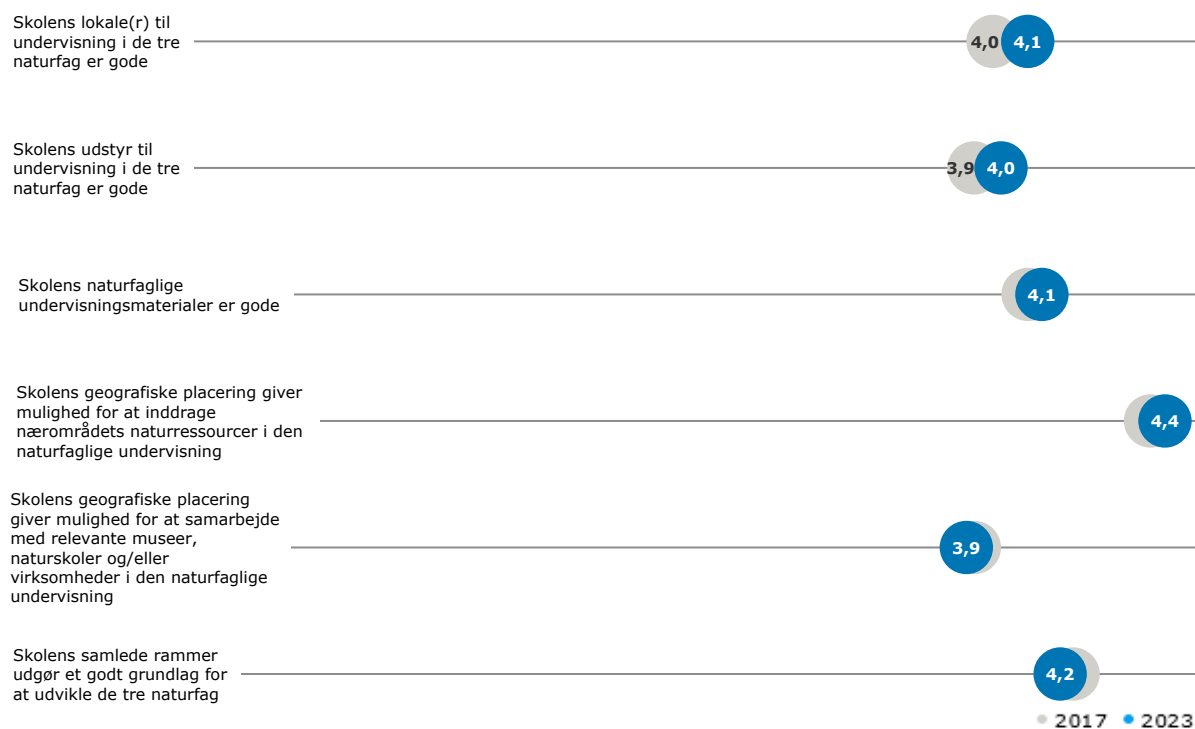 Skolens lokale(r) til
undervisning i de tre
naturfag er gode
4,0 4,1
Skolens udstyr til
undervisning i de tre
naturfag er gode
3,9 4,0
Skolens naturfaglige
undervisningsmaterialer er gode
4,1
Skolens geografiske placering giver
mulighed for at inddrage
nærområdets naturressourcer i den
naturfaglige undervisning
4,4
Skolens geografiske placering
giver mulighed for at samarbejde
med relevante museer,
naturskoler og/eller
virksomheder i den naturfaglige
undervisning
3,9
Skolens samlede rammer
udgør et godt grundlag for
at udvikle de tre naturfag
4,2
2017 2023